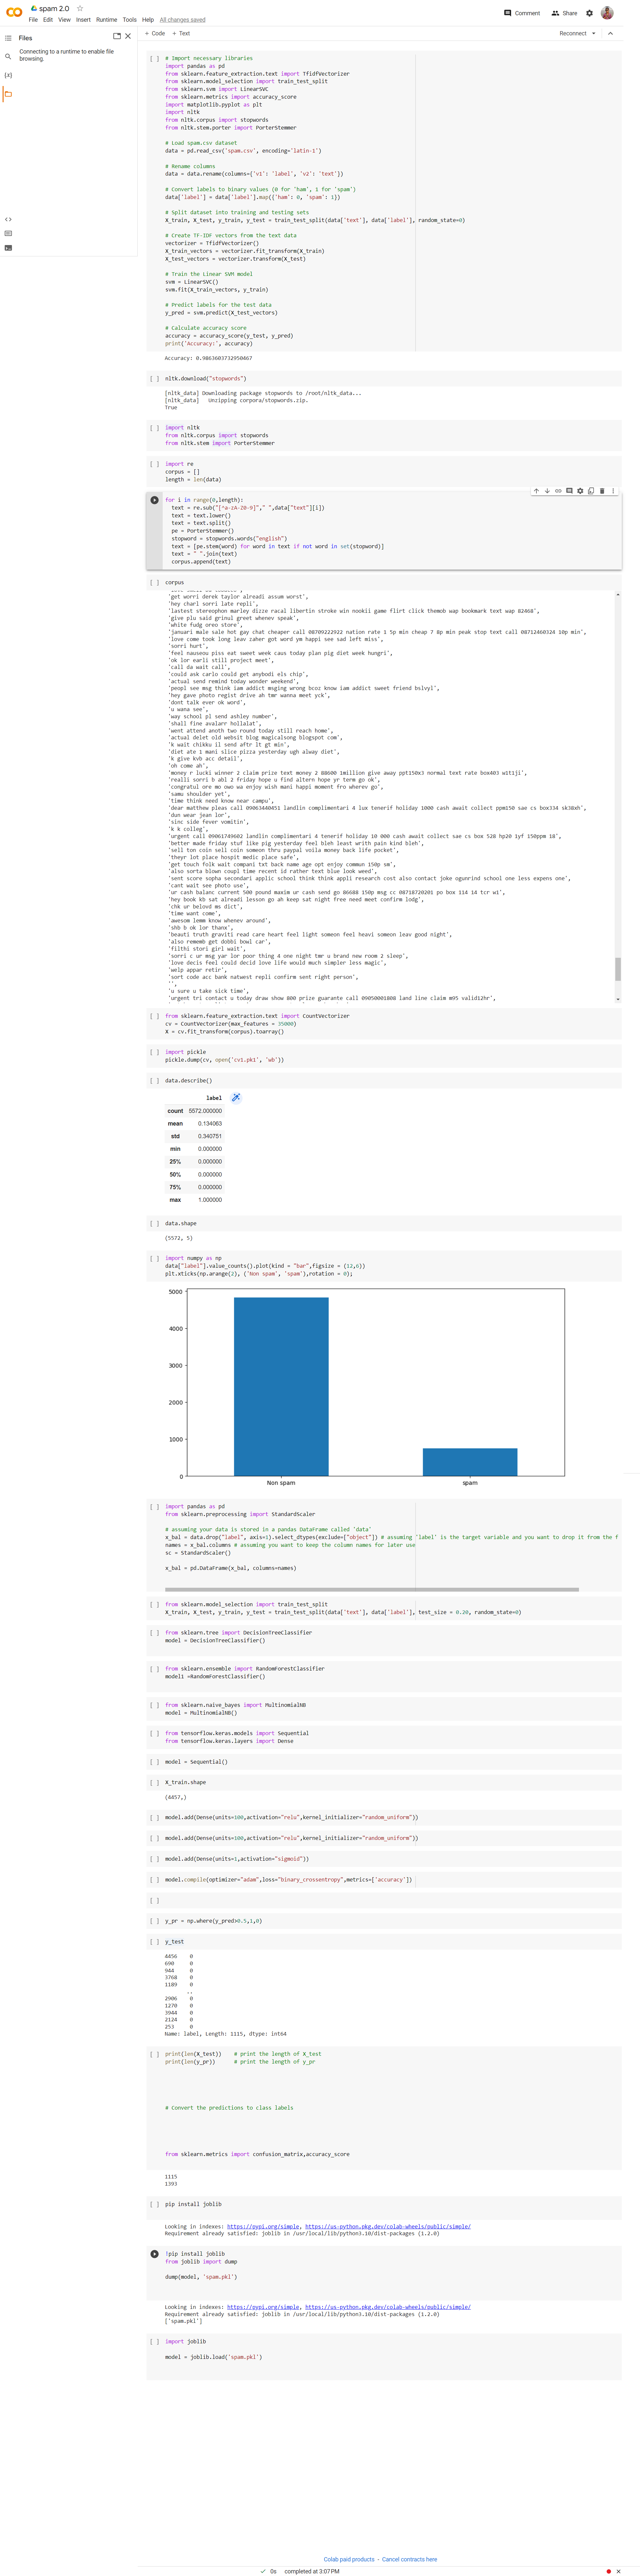 spam 2.0
File Edit View Insert Runtime Tools Help All changes saved
Comment Share
Files
Connecting to a runtime to enable file
browsing.
+ Code + Text
Reconnect
[ ] # Import necessary libraries
import pandas as pd
from sklearn.feature_extraction.text import TfidfVectorizer
from sklearn.model_selection import train_test_split
from sklearn.svm import LinearSVC
from sklearn.metrics import accuracy_score
import matplotlib.pyplot as plt
import nltk
from nltk.corpus import stopwords
from nltk.stem.porter import PorterStemmer
# Load spam.csv dataset
data = pd.read_csv('spam.csv', encoding='latin-1')
# Rename columns
data = data.rename(columns={'v1': 'label', 'v2': 'text'})
# Convert labels to binary values (0 for 'ham', 1 for 'spam')
data['label'] = data['label'].map({'ham': 0, 'spam': 1})
# Split dataset into training and testing sets
X_train, X_test, y_train, y_test = train_test_split(data['text'], data['label'], random_state=0)
# Create TF-IDF vectors from the text data
vectorizer = TfidfVectorizer()
X_train_vectors = vectorizer.fit_transform(X_train)
X_test_vectors = vectorizer.transform(X_test)
# Train the Linear SVM model
svm = LinearSVC()
svm.fit(X_train_vectors, y_train)
# Predict labels for the test data
y_pred = svm.predict(X_test_vectors)
# Calculate accuracy score
accuracy = accuracy_score(y_test, y_pred)
print('Accuracy:', accuracy)
Accuracy: 0.9863603732950467
[ ] nltk.download("stopwords")
[nltk_data] Downloading package stopwords to /root/nltk_data...
[nltk_data]   Unzipping corpora/stopwords.zip.
True
[ ] import nltk
from nltk.corpus import stopwords
from nltk.stem import PorterStemmer
[ ] import re
corpus = []
length = len(data)
for i in range(0,length):
text = re.sub("[^a-zA-Z0-9]"," ",data["text"][i])
text = text.lower()
text = text.split()
pe = PorterStemmer()
stopword = stopwords.words("english")
text = [pe.stem(word) for word in text if not word in set(stopword)]
text = " ".join(text)
corpus.append(text)
[ ] corpus
'get worri derek taylor alreadi assum worst',
'hey charl sorri late repli',
'lastest stereophon marley dize racal libertin stroke win nookii game flirt click themob wap bookmark text wap 82468',
'give plu said grinul greet whenev speak',
'white fudg oreo store',
'januari male sale hot gay chat cheaper call 08709222922 nation rate 1 5p min cheap 7 8p min peak stop text call 08712460324 10p min',
'love come took long leav zaher got word ym happi see sad left miss',
'sorri hurt',
'feel nauseou piss eat sweet week caus today plan pig diet week hungri',
'ok lor earli still project meet',
'call da wait call',
'could ask carlo could get anybodi els chip',
'actual send remind today wonder weekend',
'peopl see msg think iam addict msging wrong bcoz know iam addict sweet friend bslvyl',
'hey gave photo regist drive ah tmr wanna meet yck',
'dont talk ever ok word',
'u wana see',
'way school pl send ashley number',
'shall fine avalarr hollalat',
'went attend anoth two round today still reach home',
'actual delet old websit blog magicalsong blogspot com',
'k wait chikku il send aftr lt gt min',
'diet ate 1 mani slice pizza yesterday ugh alway diet',
'k give kvb acc detail',
'oh come ah',
'money r lucki winner 2 claim prize text money 2 88600 1million give away ppt150x3 normal text rate box403 w1t1jy',
'realli sorri b abl 2 friday hope u find altern hope yr term go ok',
'congratul ore mo owo wa enjoy wish mani happi moment fro wherev go',
'samu shoulder yet',
'time think need know near campu',
'dear matthew pleas call 09063440451 landlin complimentari 4 lux tenerif holiday 1000 cash await collect ppm150 sae cs box334 sk38xh',
'dun wear jean lor',
'sinc side fever vomitin',
'k k colleg',
'urgent call 09061749602 landlin complimentari 4 tenerif holiday 10 000 cash await collect sae cs box 528 hp20 1yf 150ppm 18',
'better made friday stuf like pig yesterday feel bleh least writh pain kind bleh',
'sell ton coin sell coin someon thru paypal voila money back life pocket',
'theyr lot place hospit medic place safe',
'get touch folk wait compani txt back name age opt enjoy commun 150p sm',
'also sorta blown coupl time recent id rather text blue look weed',
'sent score sopha secondari applic school think think appli research cost also contact joke ogunrind school one less expens one',
'cant wait see photo use',
'ur cash balanc current 500 pound maxim ur cash send go 86688 150p msg cc 08718720201 po box 114 14 tcr w1',
'hey book kb sat alreadi lesson go ah keep sat night free need meet confirm lodg',
'chk ur belovd ms dict',
'time want come',
'awesom lemm know whenev around',
'shb b ok lor thanx',
'beauti truth graviti read care heart feel light someon feel heavi someon leav good night',
'also rememb get dobbi bowl car',
'filthi stori girl wait',
'sorri c ur msg yar lor poor thing 4 one night tmr u brand new room 2 sleep',
'love decis feel could decid love life would much simpler less magic',
'welp appar retir',
'sort code acc bank natwest repli confirm sent right person',
'',
'u sure u take sick time',
'urgent tri contact u today draw show 800 prize guarante call 09050001808 land line claim m95 valid12hr',
[ ] from sklearn.feature_extraction.text import CountVectorizer
cv = CountVectorizer(max_features = 35000)
X = cv.fit_transform(corpus).toarray()
[ ] import pickle
pickle.dump(cv, open('cv1.pk1', 'wb'))
[ ] data.describe()
label
count 5572.000000
mean 0.134063
std 0.340751
min 0.000000
25% 0.000000
50% 0.000000
75% 0.000000
max 1.000000
[ ] data.shape
(5572, 5)
[ ] import numpy as np
data["label"].value_counts().plot(kind = "bar",figsize = (12,6))
plt.xticks(np.arange(2), ('Non spam', 'spam'),rotation = 0);
5000
4000
3000
2000
1000
0
Non spam spam
[ ] import pandas as pd
from sklearn.preprocessing import StandardScaler
# assuming your data is stored in a pandas DataFrame called 'data'
x_bal = data.drop("label", axis=1).select_dtypes(exclude=["object"]) # assuming 'label' is the target variable and you want to drop it from the f
names = x_bal.columns # assuming you want to keep the column names for later use
sc = StandardScaler()
x_bal = pd.DataFrame(x_bal, columns=names)
[ ] from sklearn.model_selection import train_test_split
X_train, X_test, y_train, y_test = train_test_split(data['text'], data['label'], test_size = 0.20, random_state=0)
[ ] from sklearn.tree import DecisionTreeClassifier
model = DecisionTreeClassifier()
[ ] from sklearn.ensemble import RandomForestClassifier
model1 =RandomForestClassifier()
[ ] from sklearn.naive_bayes import MultinomialNB
model = MultinomialNB()
[ ] from tensorflow.keras.models import Sequential
from tensorflow.keras.layers import Dense
[ ] model = Sequential()
[ ] X_train.shape
(4457,)
[ ] model.add(Dense(units=100,activation="relu",kernel_initializer="random_uniform"))
[ ] model.add(Dense(units=100,activation="relu",kernel_initializer="random_uniform"))
[ ] model.add(Dense(units=1,activation="sigmoid"))
[ ] model.compile(optimizer="adam",loss="binary_crossentropy",metrics=['accuracy'])
[ ]
[ ] y_pr = np.where(y_pred>0.5,1,0)
[ ] y_test
4456 0
690 0
944 0
3768 0
1189 0
..
2906 0
1270 0
3944 0
2124 0
253 0
Name: label, Length: 1115, dtype: int64
[ ] print(len(X_test)) # print the length of X_test
print(len(y_pr)) # print the length of y_pr
# Convert the predictions to class labels
from sklearn.metrics import confusion_matrix,accuracy_score
1115
1393
[ ] pip install joblib
Looking in indexes: https://pypi.org/simple, https://us-python.pkg.dev/colab-wheels/public/simple/
Requirement already satisfied: joblib in /usr/local/lib/python3.10/dist-packages (1.2.0)
!pip install joblib
from joblib import dump
dump(model, 'spam.pkl')
Looking in indexes: https://pypi.org/simple, https://us-python.pkg.dev/colab-wheels/public/simple/
Requirement already satisfied: joblib in /usr/local/lib/python3.10/dist-packages (1.2.0)
['spam.pkl']
[ ] import joblib
model = joblib.load('spam.pkl')
Colab paid products - Cancel contracts here
0s completed at 3:07 PM